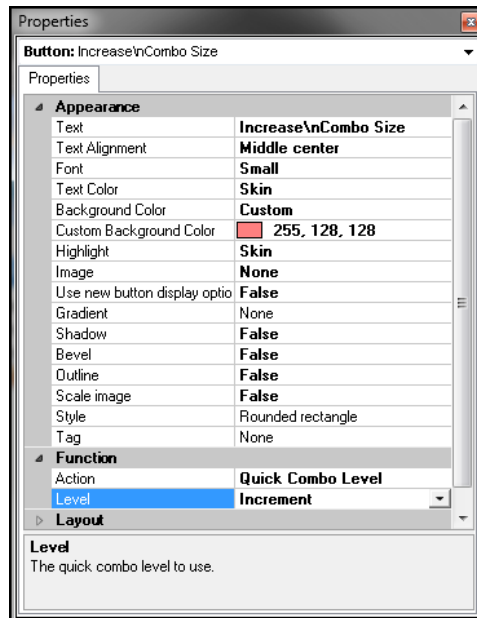 Properties
Button: Increase\nCombo Size
Properties
Appearance
Text Increase\nCombo Size
Text Alignment Middle center
Font Small
Text Color Skin
Background Color Custom
Custom Background Color 255, 128, 128
Highlight Skin
Image None
Use new button display optio False
Gradient None
Shadow False
Bevel False
Outline False
Scale image False
Style Rounded rectangle
Tag None
Function
Action Quick Combo Level
Level Increment
Layout
Level
The quick combo level to use.